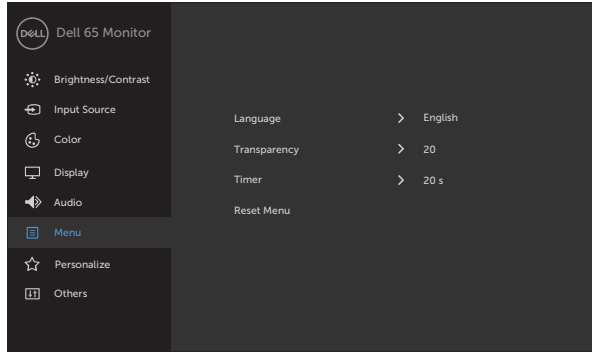 DELL Dell 65 Monitor
Brightness/Contrast
Input Source
Color
Display
Audio
Menu
Personalize
Others
Language > English
Transparency > 20
Timer > 20 s
Reset Menu